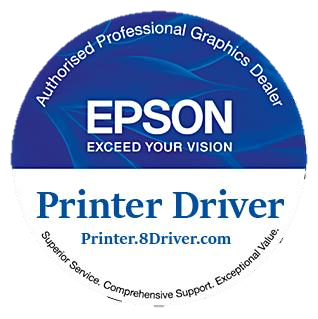 Authorised Professional Graphics Dealer
EPSON
EXCEED YOUR VISION
Printer Driver
Printer.8Driver.com
Superior Service. Comprehensive Support. Exceptional Value.